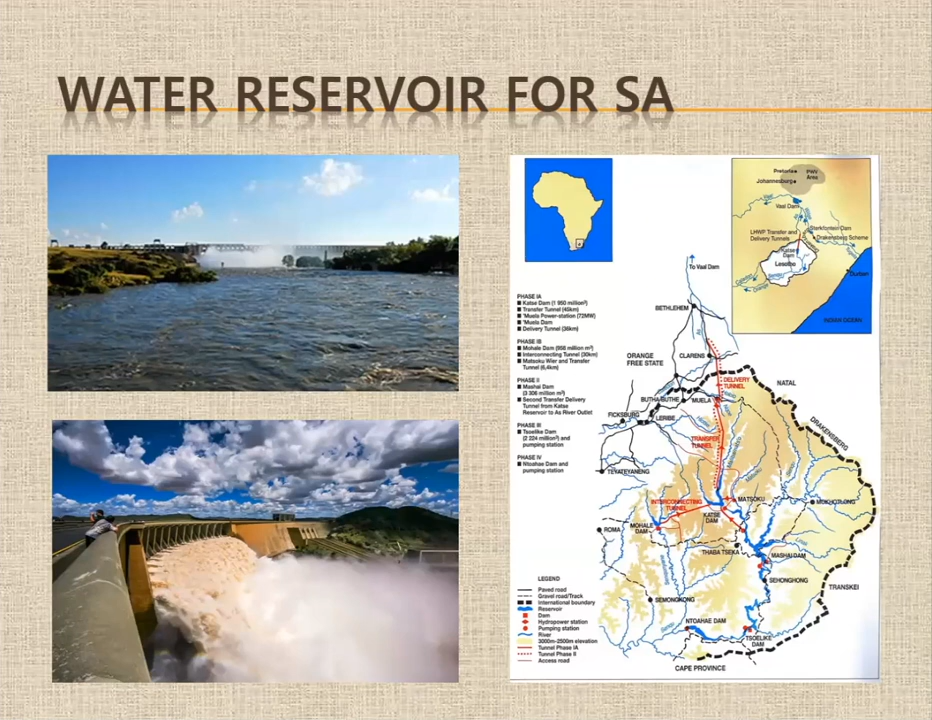 WATER RESERVOIR FOR SA
Pretoria
PWV
Area
Johannesburg
Vaal
Vaal Dam
Sterkfontein Dam
LHWP Transfer and
Delivery Tunnels
Drakensberg Scheme
Katse
Dam
Lesotho
Durban
Orange
INDIAN OCEAN
To Vaal Dam
PHASE IA
Katse Dam (1 950 million³)
Transfer Tunnel (45km)
'Muela Power-station (72MW)
'Muela Dam
Delivery Tunnel (36km)
PHASE IB
Mohale Dam (958 million m³)
Interconnecting Tunnel (30km)
Matsoku Wier and Transfer
Tunnel (6,4km)
PHASE II
Mashai Dam
(3 306 million m³)
Second Transfer Delivery
Tunnel from Katse
Reservoir to As River Outlet
PHASE III
Tsoelike Dam
(2 224 million³) and
pumping station
PHASE IV
Ntoahae Dam and
pumping station
BETHLEHEM
ORANGE
FREE STATE
CLARENS
DELIVERY
TUNNEL
NATAL
BUTHA-BUTHE
MUELA
FICKSBURG
LERIBE
DRAKENSBERG
TRANSFER
TUNNEL
TEYATEYANENG
INTERCONNECTING
TUNNEL
MATSOKU
MOKHOTLONG
KATSE
DAM
MOHALE
DAM
ROMA
THABA TSEKA
MASHAI DAM
SEHONGHONG
TRANSKEI
SEMONGKONG
NTOAHAE DAM
TSOELIKE
DAM
CAPE PROVINCE
LEGEND
Paved road
Gravel road/Track
International boundary
Reservoir
Dam
Hydropower station
Pumping station
River
3000m-2500m elevation
Tunnel Phase IA
Tunnel Phase II
Access road